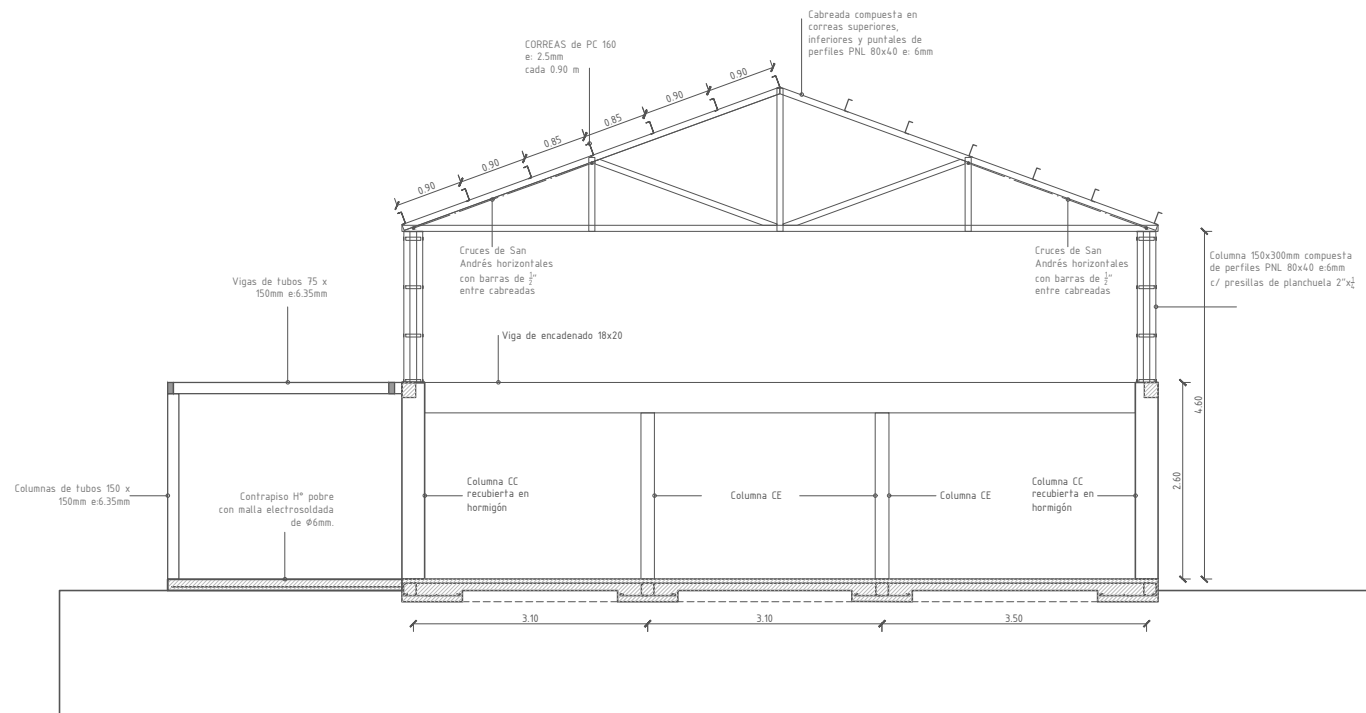 Cabreada compuesta en
correas superiores,
inferiores y puntales de
perfiles PNL 80x40 e: 6mm
CORREAS de PC 160
e: 2.5mm
cada 0.90 m
0.90
0.90
0.85
0.85
0.90
0.90
Cruces de San
Andrés horizontales
con barras de 1/2"
entre cabreadas
Cruces de San
Andrés horizontales
con barras de 1/2"
entre cabreadas
Columna 150x300mm compuesta
de perfiles PNL 80x40 e:6mm
c/ presillas de planchuela 2"x1/4
Vigas de tubos 75 x
150mm e:6.35mm
Viga de encadenado 18x20
4.60
2.60
Columnas de tubos 150 x
150mm e:6.35mm
Contrapiso H° pobre
con malla electrosoldada
de Φ6mm.
Columna CC
recubierta en
hormigón
Columna CE
Columna CE
Columna CC
recubierta en
hormigón
3.10
3.10
3.50